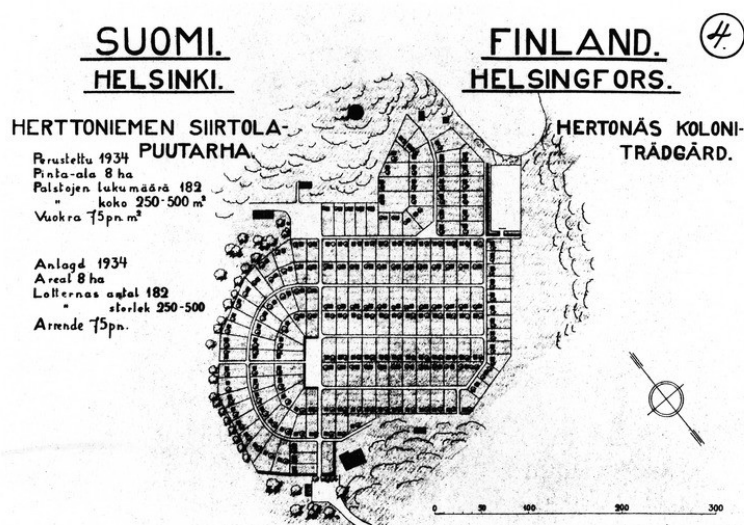 SUOMI.
HELSINKI.
HERTTONIEMEN SIIRTOLA-
PUUTARHA.
Perustettu 1934
Pinta-ala 8 ha
Palstojen lukumäärä 182
" koko 250-500 m²
Vuokra 75pn. m²
Anlagd 1934
Areal 8 ha
Lotternas antal 182
" storlek 250-500
Arrende 75pn.
FINLAND.
HELSINGFORS.
4.
HERTONÄS KOLONI-
TRÄDGÅRD.
0 50 100 200 300